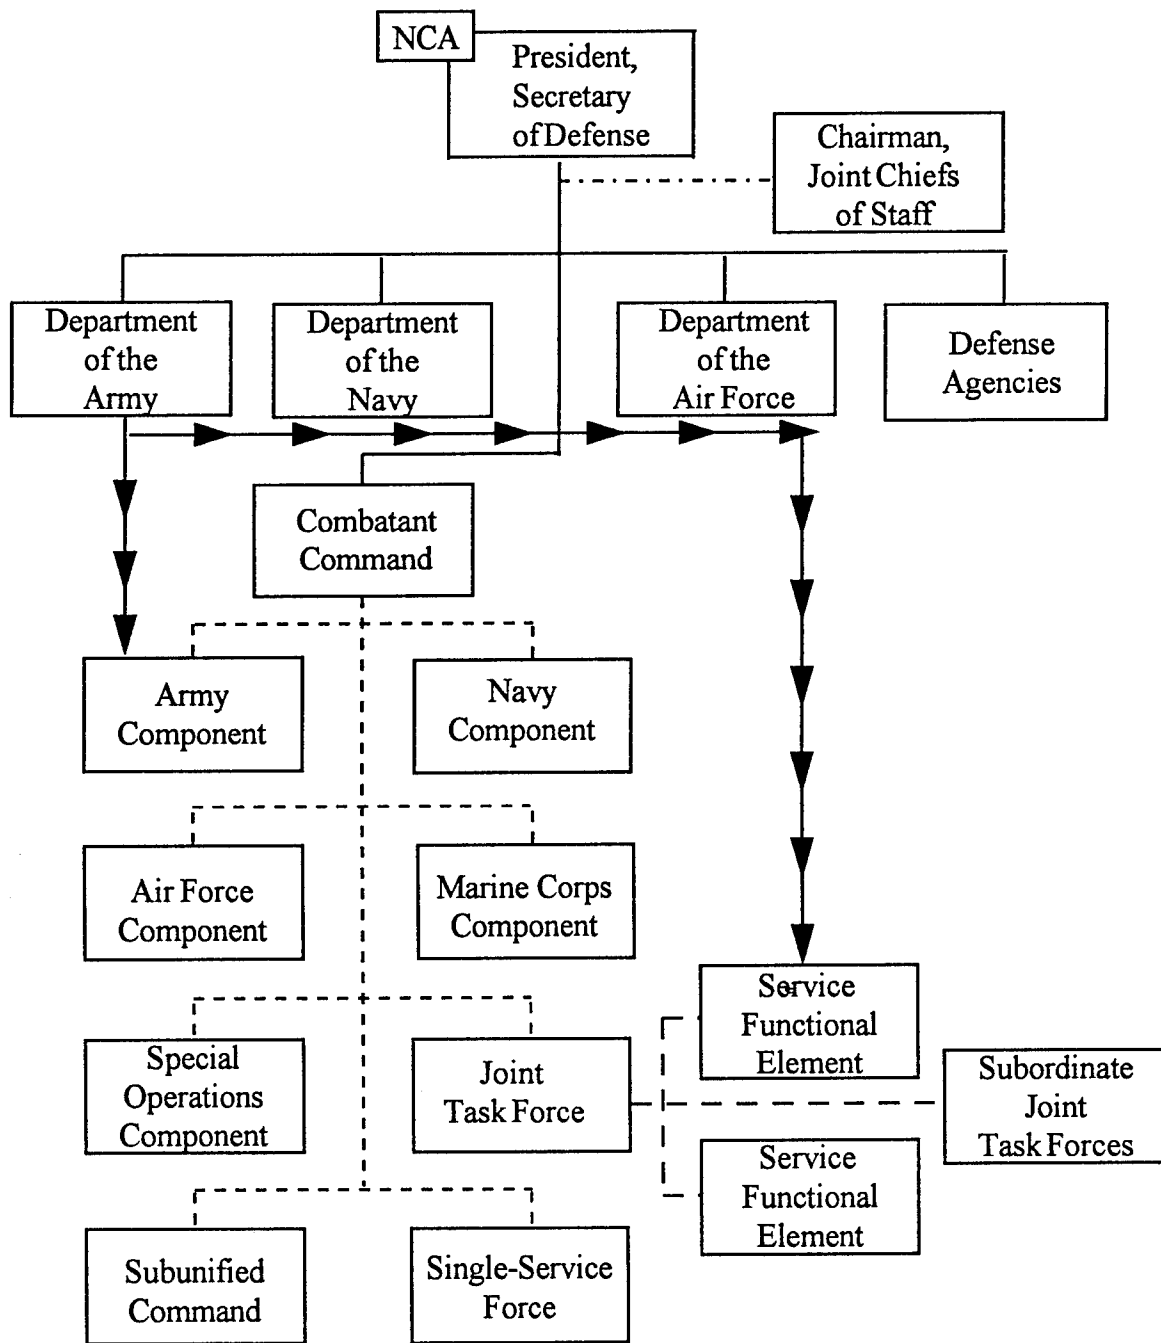 NCA
President,
Secretary
of Defense
Chairman,
Joint Chiefs
of Staff
Department
of the
Army
Department
of the
Navy
Department
of the
Air Force
Defense
Agencies
Combatant
Command
Army
Component
Navy
Component
Air Force
Component
Marine Corps
Component
Special
Operations
Component
Joint
Task Force
Service
Functional
Element
Subordinate
Joint
Task Forces
Service
Functional
Element
Subunified
Command
Single-Service
Force